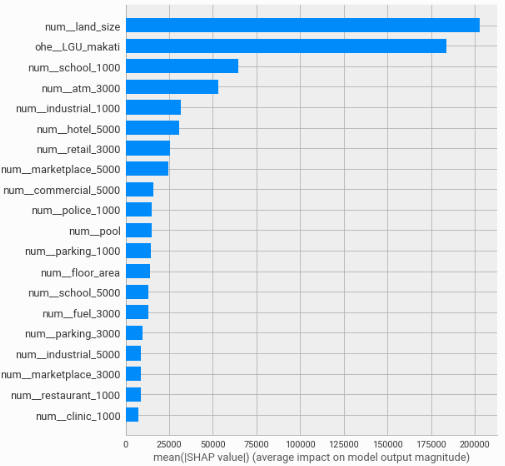 num__land_size
ohe__LGU_makati
num__school_1000
num__atm_3000
num__industrial_1000
num__hotel_5000
num__retail_3000
num__marketplace_5000
num__commercial_5000
num__police_1000
num__pool
num__parking_1000
num__floor_area
num__school_5000
num__fuel_3000
num__parking_3000
num__industrial_5000
num__marketplace_3000
num__restaurant_1000
num__clinic_1000
0 25000 50000 75000 100000 125000 150000 175000 200000
mean(|SHAP value|) (average impact on model output magnitude)